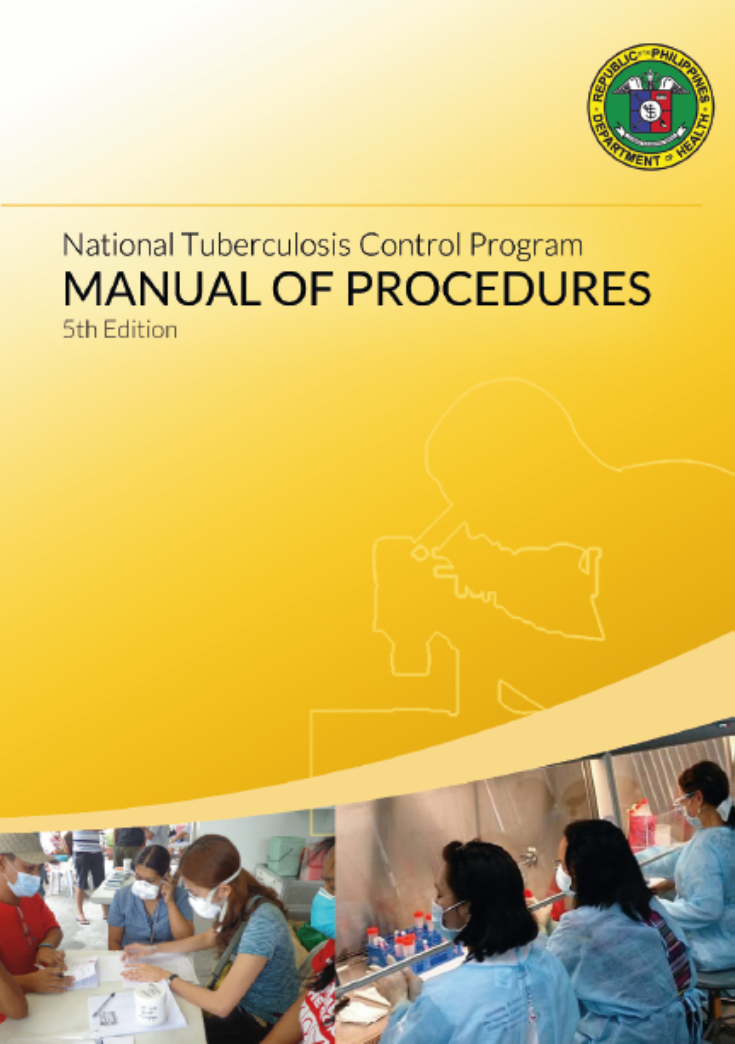 REPUBLIC OF THE PHILIPPINES
DEPARTMENT OF HEALTH
National Tuberculosis Control Program
MANUAL OF PROCEDURES
5th Edition